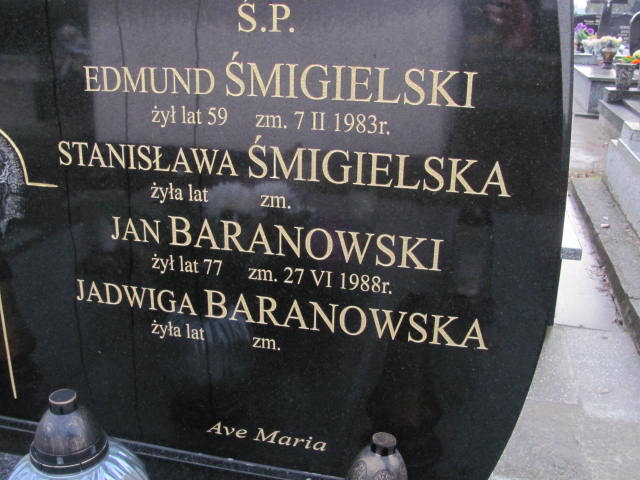 Ś.P.
EDMUND ŚMIGIELSKI
żył lat 59 zm. 7 II 1983r.
STANISŁAWA ŚMIGIELSKA
żyła lat zm.
JAN BARANOWSKI
żył lat 77 zm. 27 VI 1988r.
JADWIGA BARANOWSKA
żyła lat zm.
Ave Maria